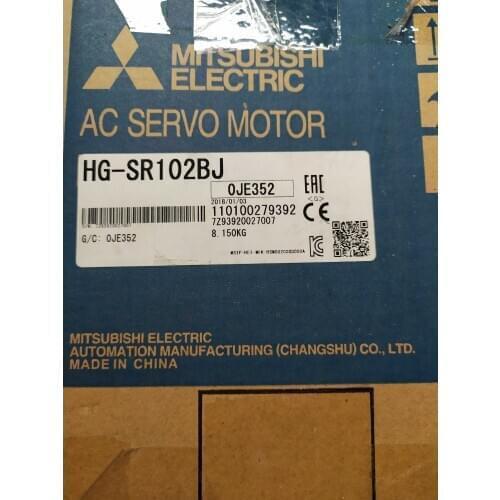 MITSUBISHI
ELECTRIC
AC SERVO MOTOR
HG-SR102BJ
0JE352
2016/01/03
110100279392
7Z93920027007
G/C: 0JE352
8.150KG
MITSUBISHI ELECTRIC
AUTOMATION MANUFACTURING (CHANGSHU) CO., LTD.
MADE IN CHINA